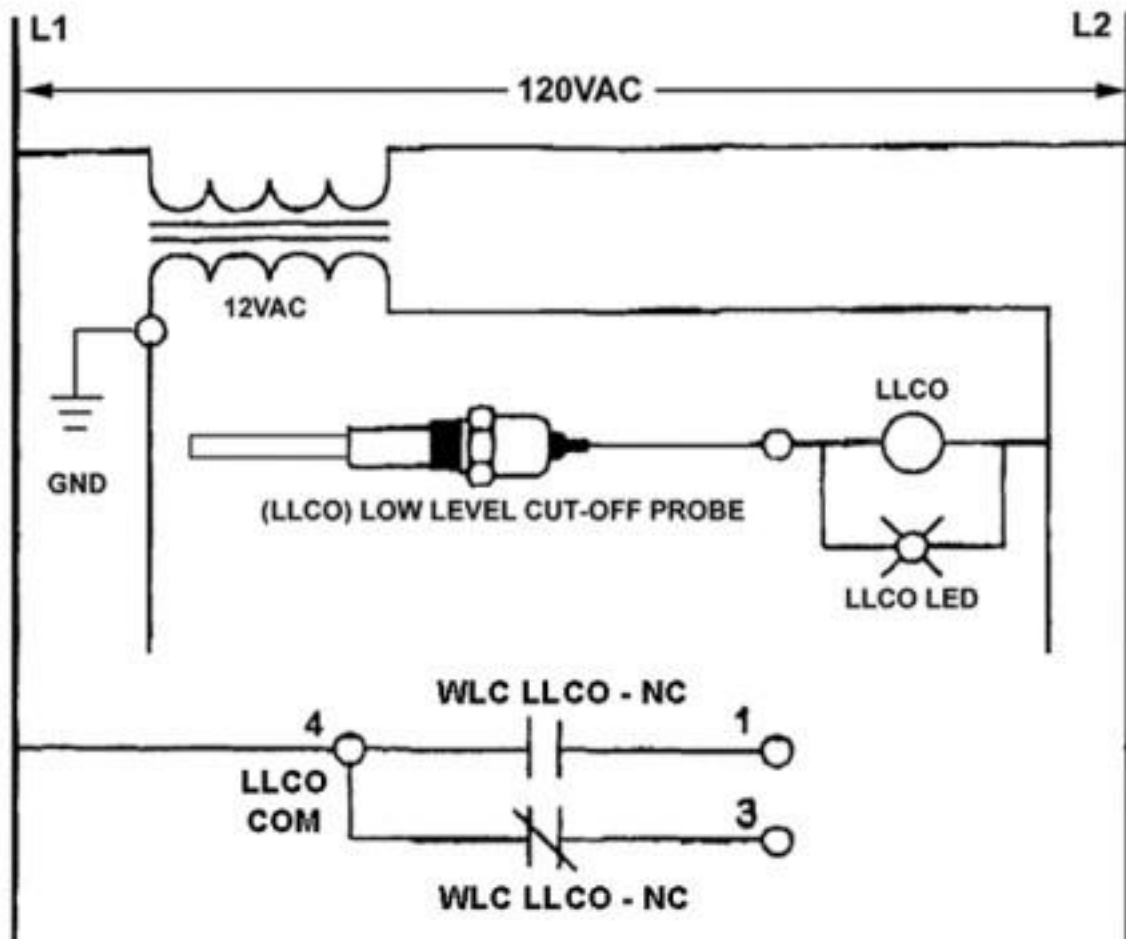 L1
L2
120VAC
12VAC
GND
LLCO
(LLCO) LOW LEVEL CUT-OFF PROBE
LLCO LED
WLC LLCO - NC
4
1
LLCO
COM
3
WLC LLCO - NC